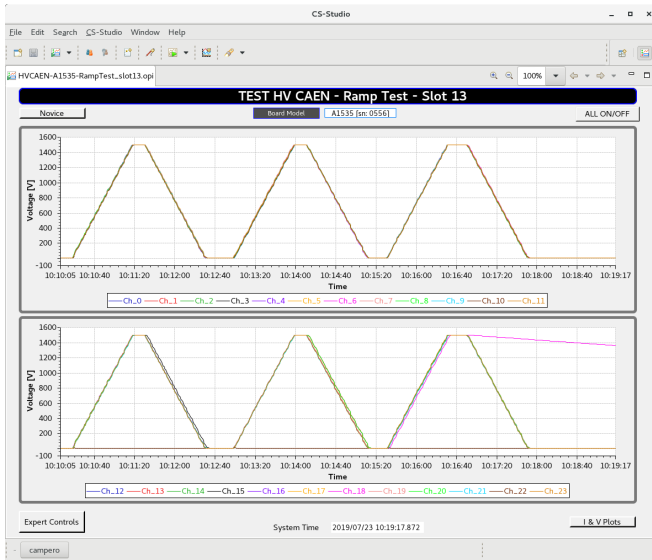 CS-Studio
File Edit Search CS-Studio Window Help
HVCAEN-A1535-RampTest_slot13.opi
100%
TEST HV CAEN - Ramp Test - Slot 13
Novice
Board Model
A1535 [sn: 0556]
ALL ON/OFF
Voltage [V]
1600
1400
1200
1000
800
600
400
200
-100
10:10:05 10:10:40 10:11:20 10:12:00 10:12:40 10:13:20 10:14:00 10:14:40 10:15:20 10:16:00 10:16:40 10:17:20 10:18:00 10:18:40 10:19:17
Time
Ch_0 Ch_1 Ch_2 Ch_3 Ch_4 Ch_5 Ch_6 Ch_7 Ch_8 Ch_9 Ch_10 Ch_11
Voltage [V]
1600
1400
1200
1000
800
600
400
200
-100
10:10:05 10:10:40 10:11:20 10:12:00 10:12:40 10:13:20 10:14:00 10:14:40 10:15:20 10:16:00 10:16:40 10:17:20 10:18:00 10:18:40 10:19:17
Time
Ch_12 Ch_13 Ch_14 Ch_15 Ch_16 Ch_17 Ch_18 Ch_19 Ch_20 Ch_21 Ch_22 Ch_23
Expert Controls
System Time 2019/07/23 10:19:17.872
I & V Plots
campero